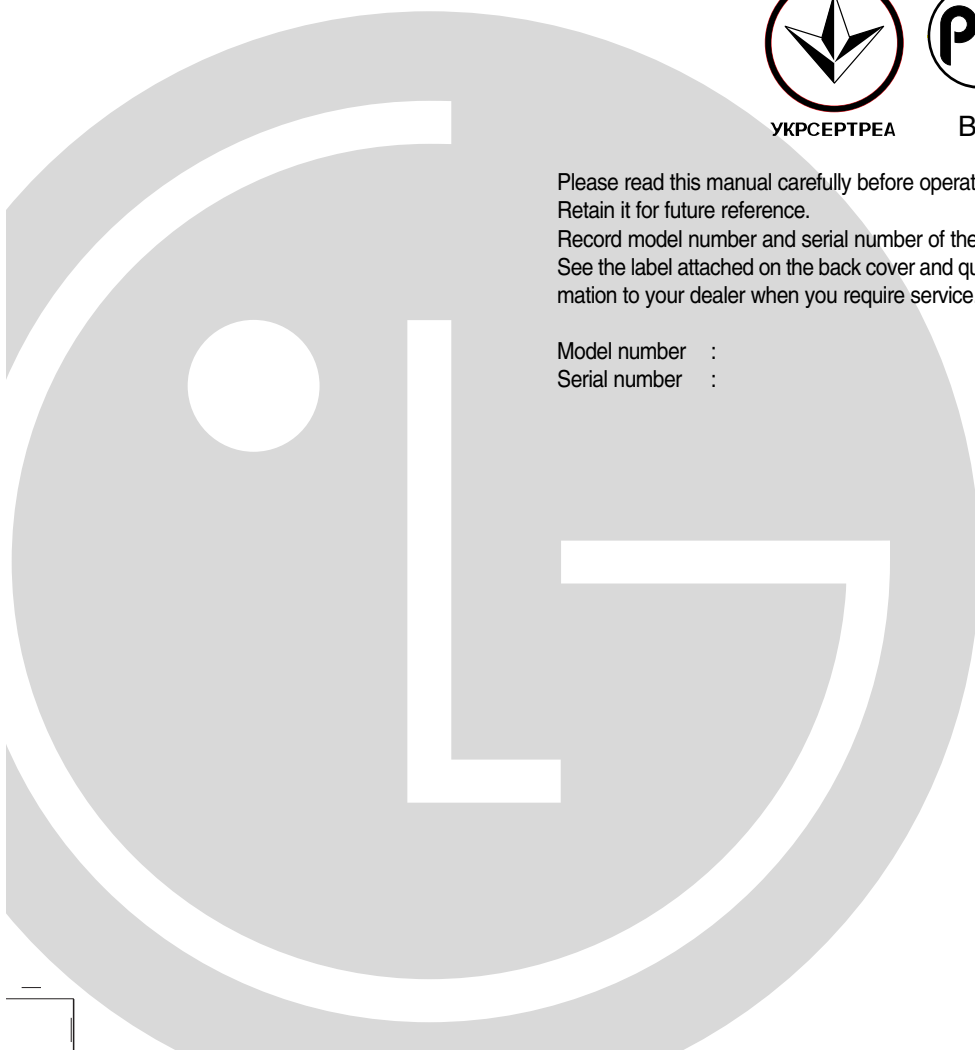 УКРСЕРТРЕА
Please read this manual carefully before
Retain it for future reference.
Record model number and serial number of the
See the label attached on the back cover and
mation to your dealer when you require service
Model number :
Serial number :
LG